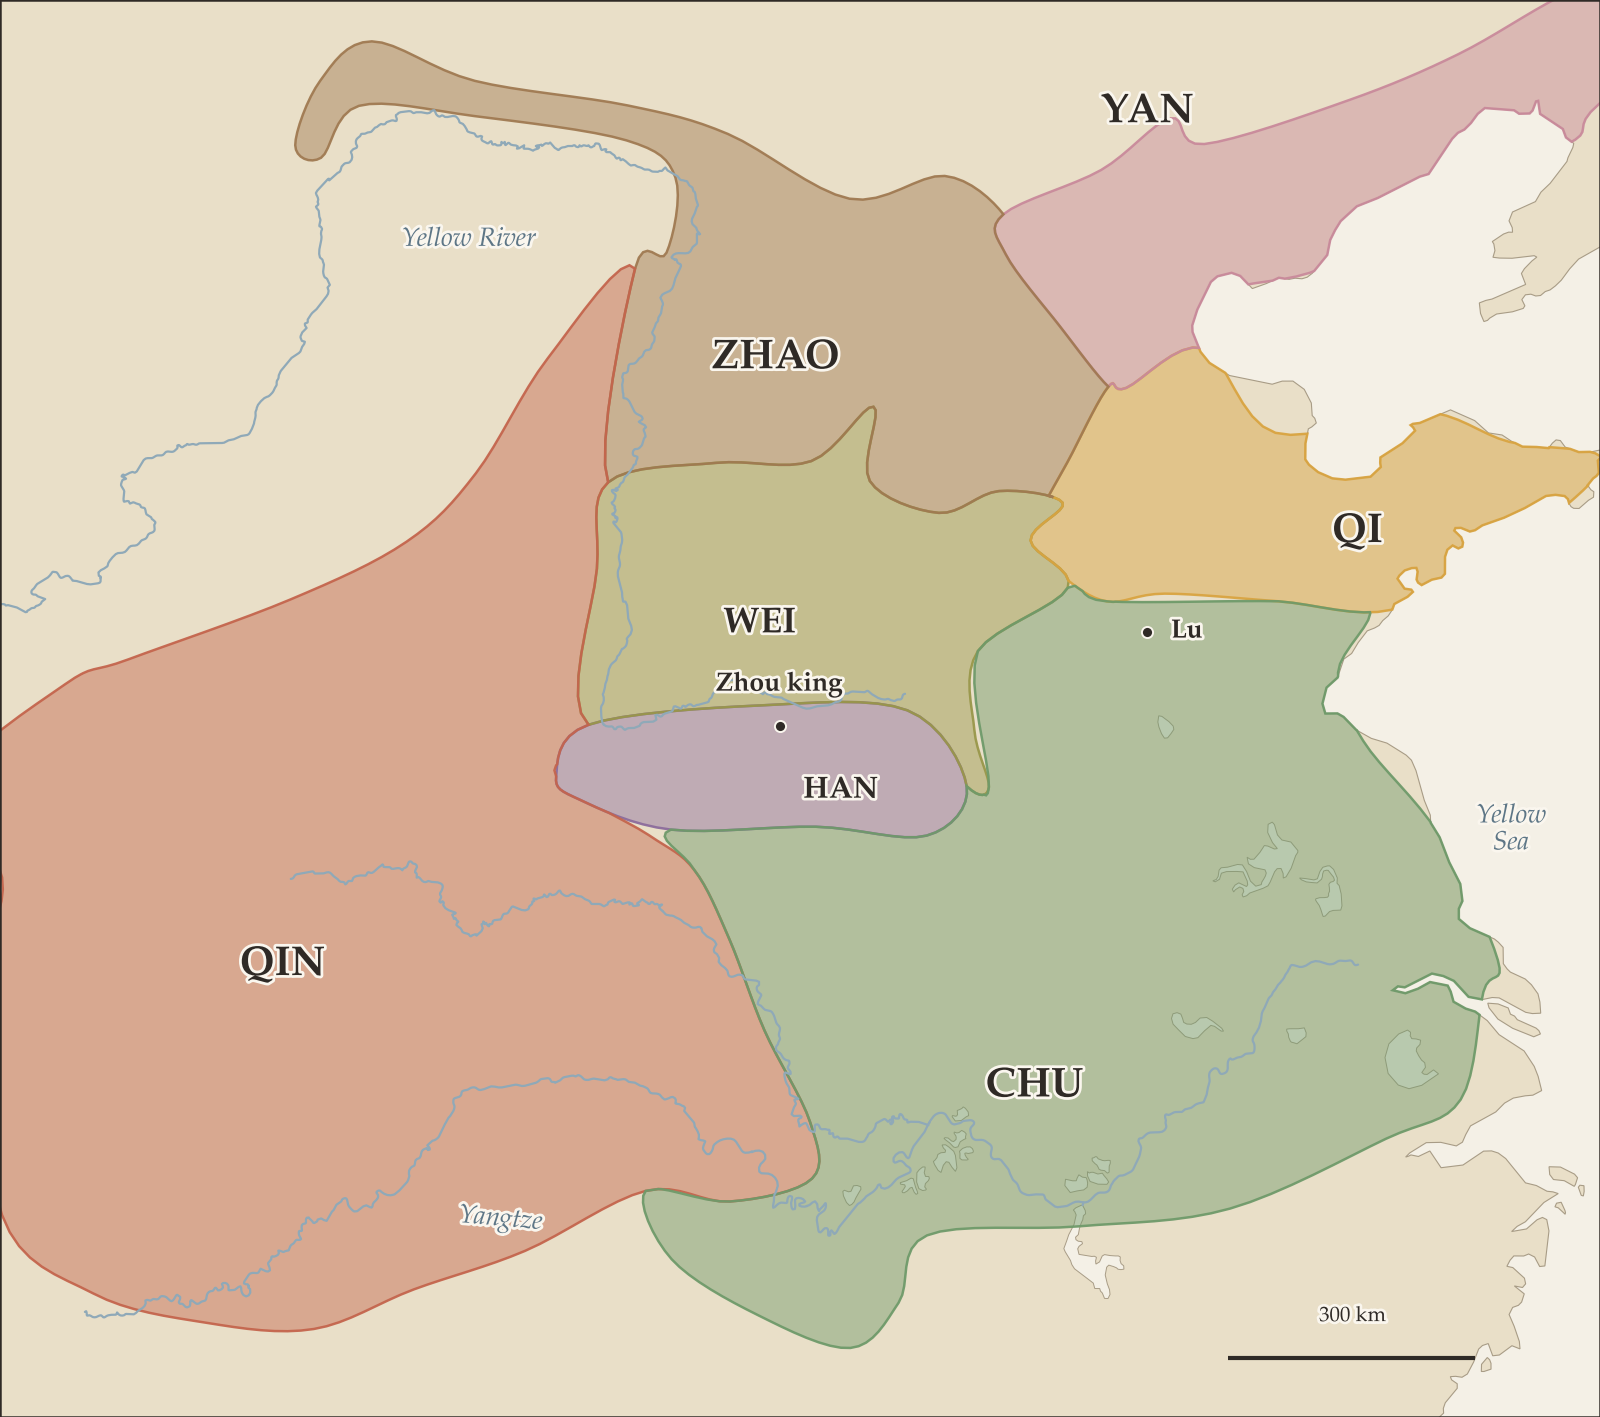 YAN
Yellow River
ZHAO
QI
WEI
Lu
Zhou king
HAN
Yellow
Sea
QIN
CHU
Yangtze
300 km